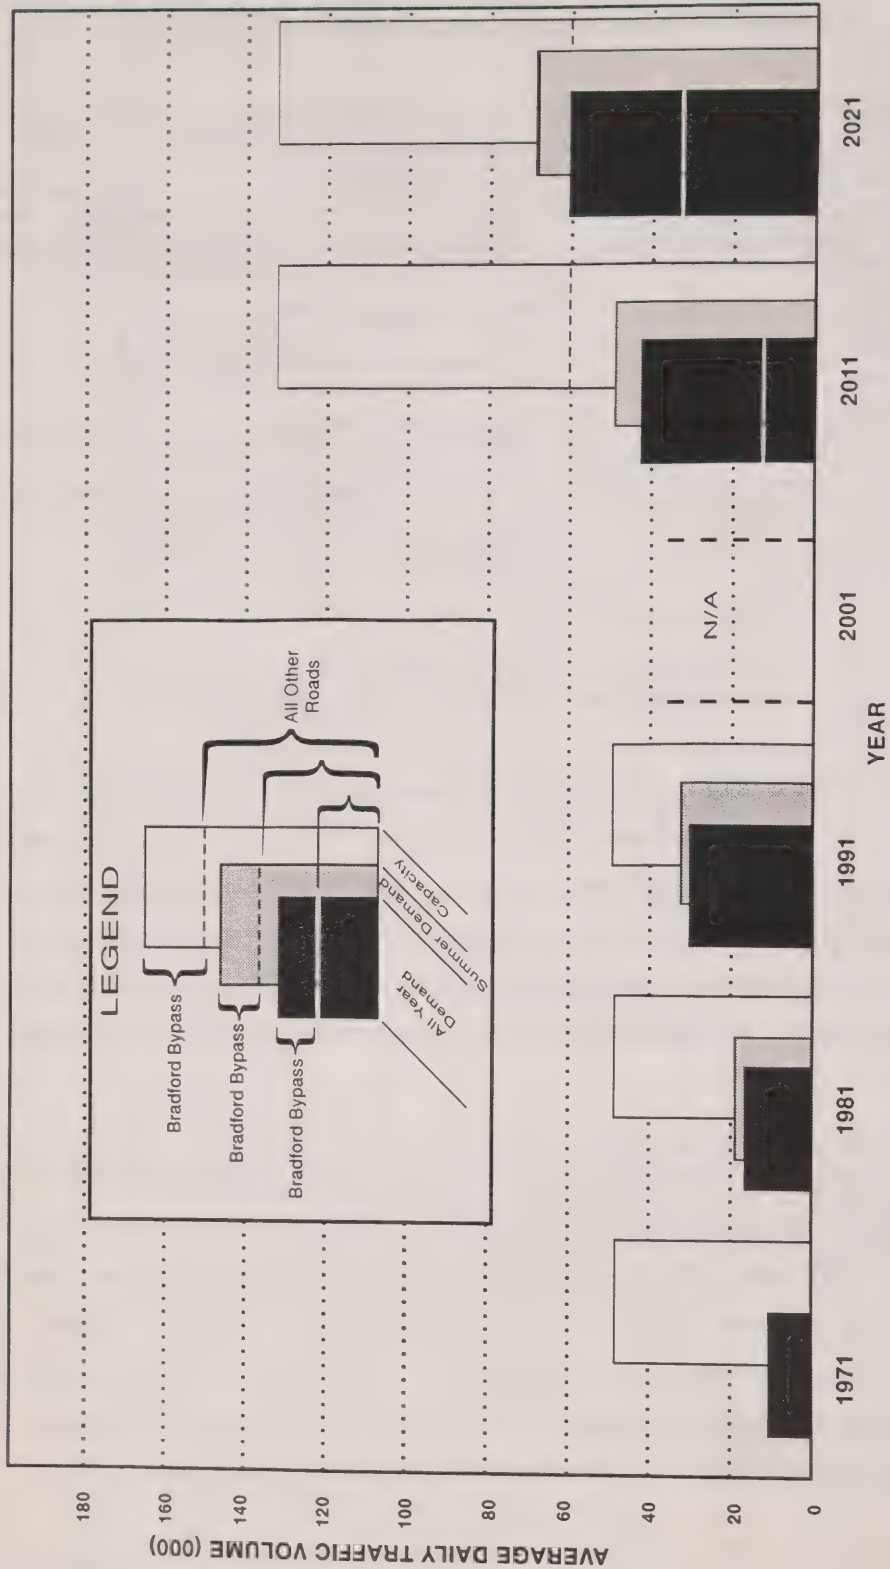 AVERAGE DAILY TRAFFIC VOLUME (000)
180
160
140
120
100
80
60
40
20
0
LEGEND
Bradford Bypass
Bradford Bypass
Bradford Bypass
All Other
Roads
Capacity
Summer Demand
All Year
Demand
N/A
1971
1981
1991
2001
2011
2021
YEAR